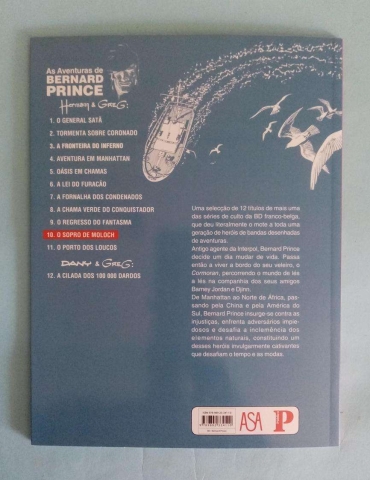 As Aventuras de
BERNARD
PRINCE
Hermann & GREG:
1. O GENERAL SATÃ
2. TORMENTA SOBRE CORONADO
3. A FRONTEIRA DO INFERNO
4. AVENTURA EM MANHATTAN
5. OÁSIS EM CHAMAS
6. A LEI DO FURACÃO
7. A FORNALHA DOS CONDENADOS
8. A CHAMA VERDE DO CONQUISTADOR
9. O REGRESSO DO FANTASMA
10. O SOPRO DE MOLOCH
11. O PORTO DOS LOUCOS
DANY & GREG:
12. A CILADA DOS 100 000 DARDOS
Uma selecção de 12 títulos de mais uma
das séries de culto da BD franco-belga,
que deu literalmente o mote a toda uma
geração de heróis de bandas desenhadas
de aventuras.
Antigo agente da Interpol, Bernard Prince
decide um dia mudar de vida. Passa
então a viver a bordo do seu veleiro, o
Cormoran, percorrendo o mundo de lés
a lés na companhia dos seus amigos
Barney Jordan e Djinn.
De Manhattan ao Norte de África, pas-
sando pela China e pela América do
Sul, Bernard Prince insurge-se contra as
injustiças, enfrenta adversários impie-
dosos e desafia a inclemência dos
elementos naturais, constituindo um
desses heróis invulgarmente cativantes
que desafiam o tempo e as modas.
ASA
P